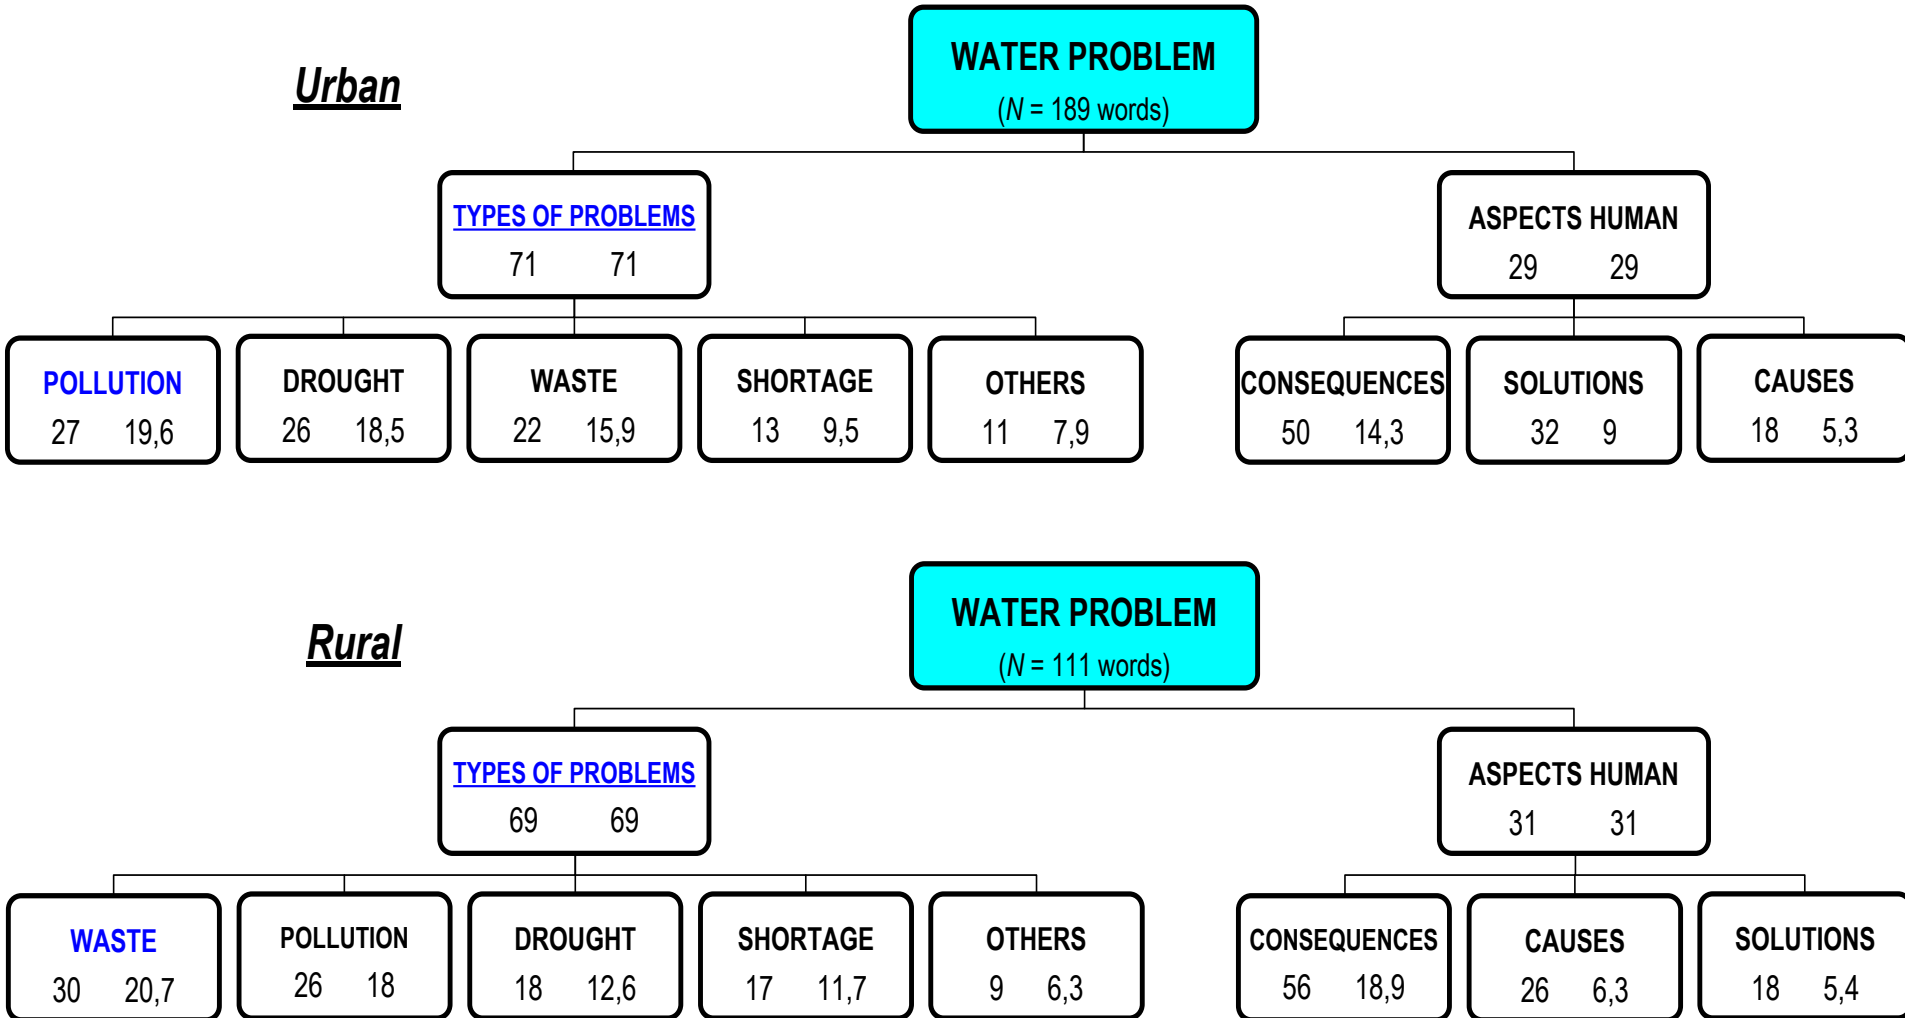 Urban
WATER PROBLEM
(N = 189 words)
TYPES OF PROBLEMS
71 71
ASPECTS HUMAN
29 29
POLLUTION
27 19,6
DROUGHT
26 18,5
WASTE
22 15,9
SHORTAGE
13 9,5
OTHERS
11 7,9
CONSEQUENCES
50 14,3
SOLUTIONS
32 9
CAUSES
18 5,3
Rural
WATER PROBLEM
(N = 111 words)
TYPES OF PROBLEMS
69 69
ASPECTS HUMAN
31 31
WASTE
30 20,7
POLLUTION
26 18
DROUGHT
18 12,6
SHORTAGE
17 11,7
OTHERS
9 6,3
CONSEQUENCES
56 18,9
CAUSES
26 6,3
SOLUTIONS
18 5,4